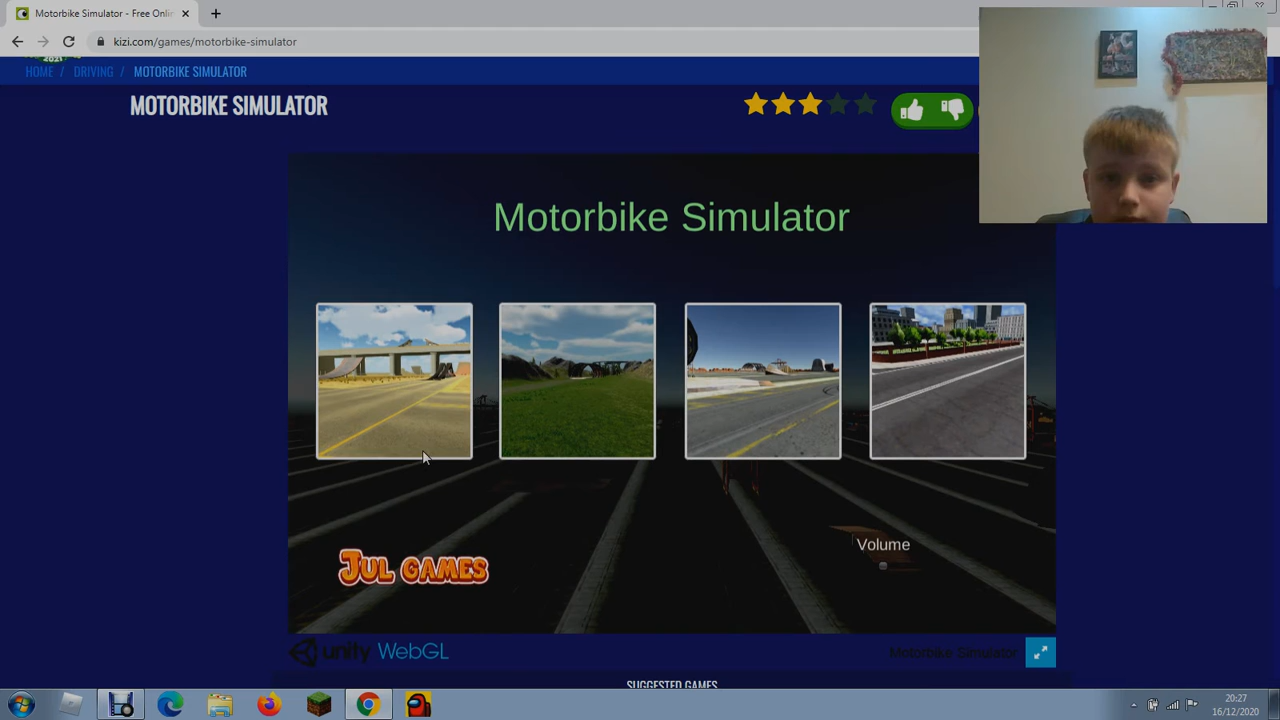 Motorbike Simulator - Free Onlin
kizi.com/games/motorbike-simulator
2021
HOME / DRIVING / MOTORBIKE SIMULATOR
MOTORBIKE SIMULATOR
Motorbike Simulator
Volume
JUL GAMES
unity WebGL
Motorbike Simulator
SUGGESTED GAMES
20:27
16/12/2020